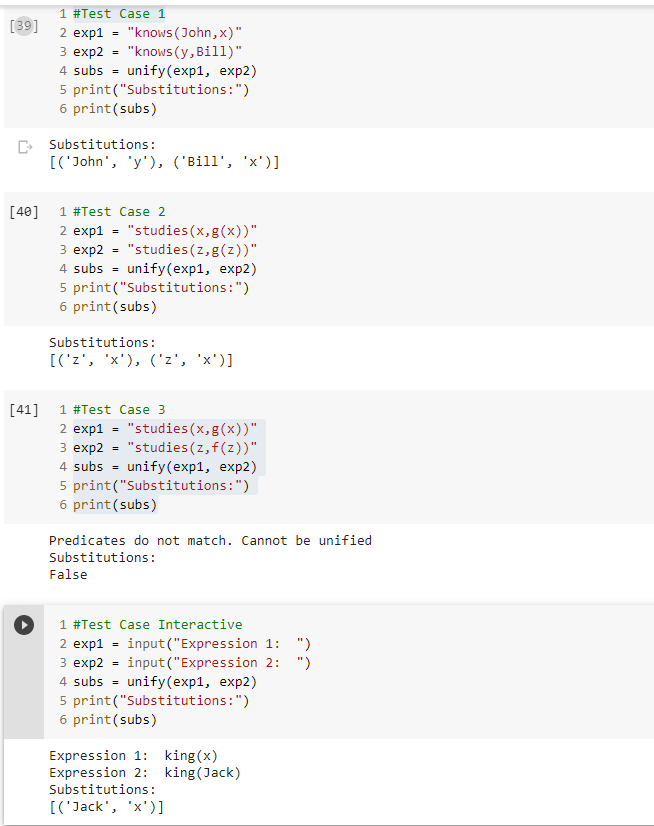 [39]
1 #Test Case 1
2 exp1 = "knows(John,x)"
3 exp2 = "knows(y,Bill)"
4 subs = unify(exp1, exp2)
5 print("Substitutions:")
6 print(subs)
Substitutions:
[('John', 'y'), ('Bill', 'x')]
[40] 1 #Test Case 2
2 exp1 = "studies(x,g(x))"
3 exp2 = "studies(z,g(z))"
4 subs = unify(exp1, exp2)
5 print("Substitutions:")
6 print(subs)
Substitutions:
[('z', 'x'), ('z', 'x')]
[41] 1 #Test Case 3
2 exp1 = "studies(x,g(x))"
3 exp2 = "studies(z,f(z))"
4 subs = unify(exp1, exp2)
5 print("Substitutions:")
6 print(subs)
Predicates do not match. Cannot be unified
Substitutions:
False
1 #Test Case Interactive
2 exp1 = input("Expression 1:  ")
3 exp2 = input("Expression 2:  ")
4 subs = unify(exp1, exp2)
5 print("Substitutions:")
6 print(subs)
Expression 1:  king(x)
Expression 2:  king(Jack)
Substitutions:
[('Jack', 'x')]